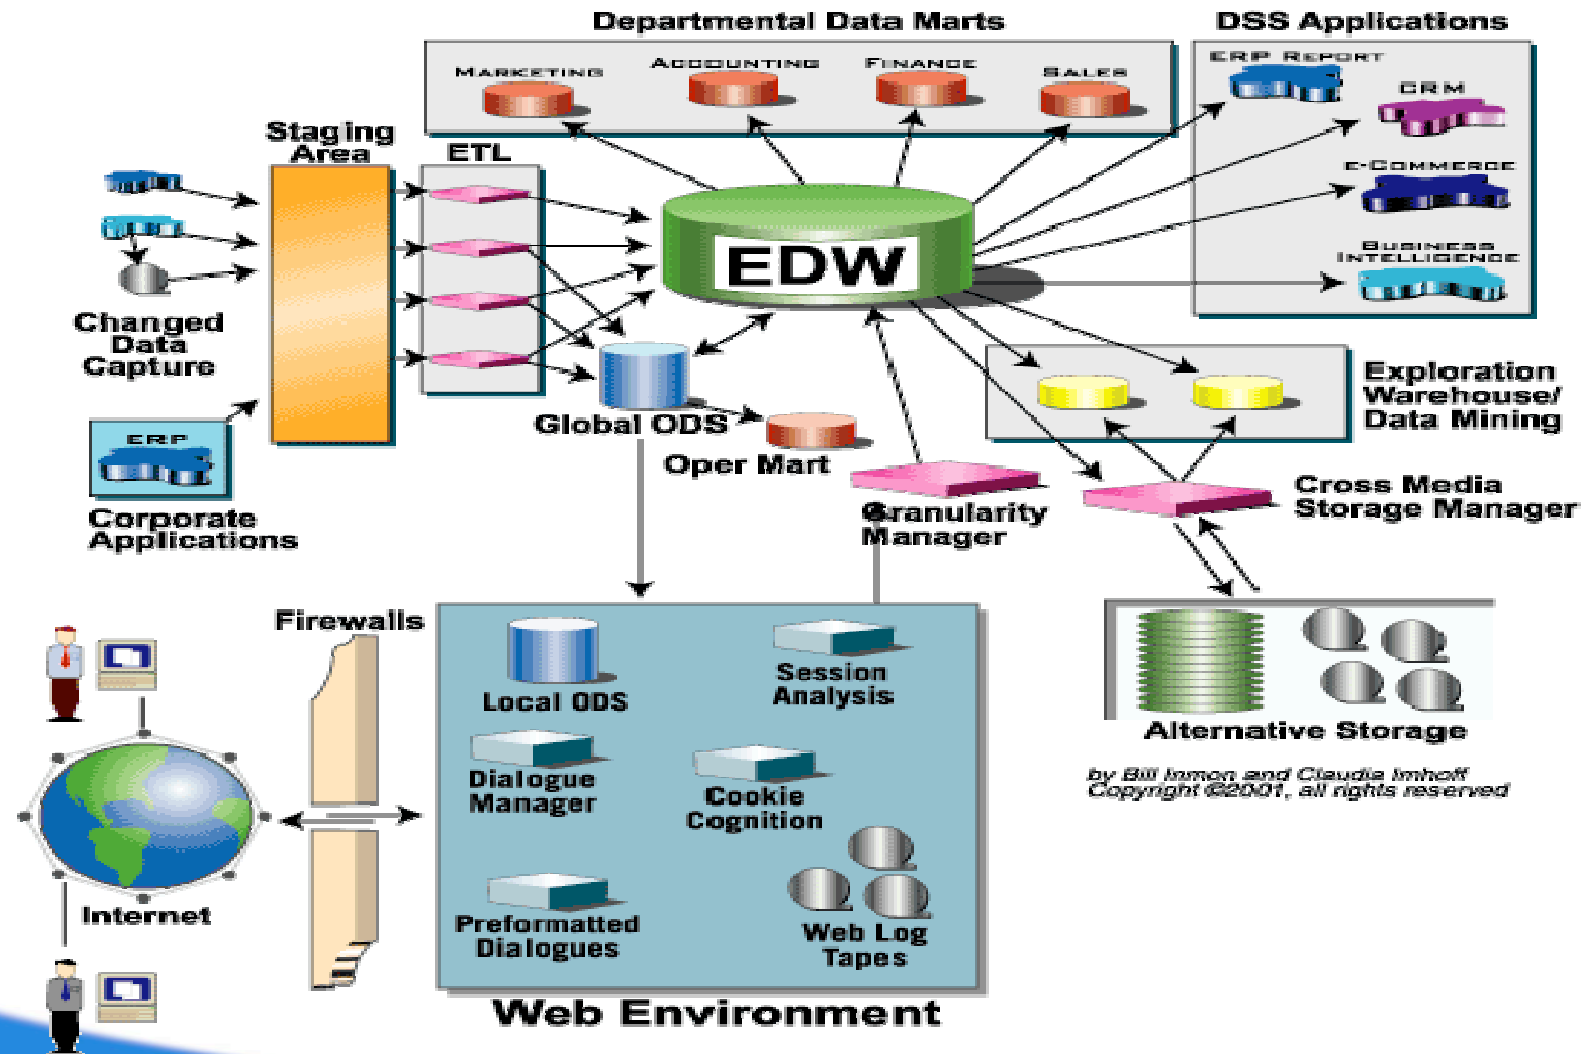 Departmental Data Marts
DSS Applications
MARKETING
ACCOUNTING
FINANCE
SALES
ERP REPORT
CRM
E-COMMERCE
BUSINESS
INTELLIGENCE
Staging
Area
ETL
EDW
Changed
Data
Capture
ERP
Corporate
Applications
Global ODS
Oper Mart
Granularity
Manager
Exploration
Warehouse/
Data Mining
Cross Media
Storage Manager
Alternative Storage
by Bill Inmon and Claudia Imhoff
Copyright ©2001, all rights reserved
Firewalls
Internet
Local ODS
Session
Analysis
Dialogue
Manager
Cookie
Cognition
Preformatted
Dialogues
Web Log
Tapes
Web Environment